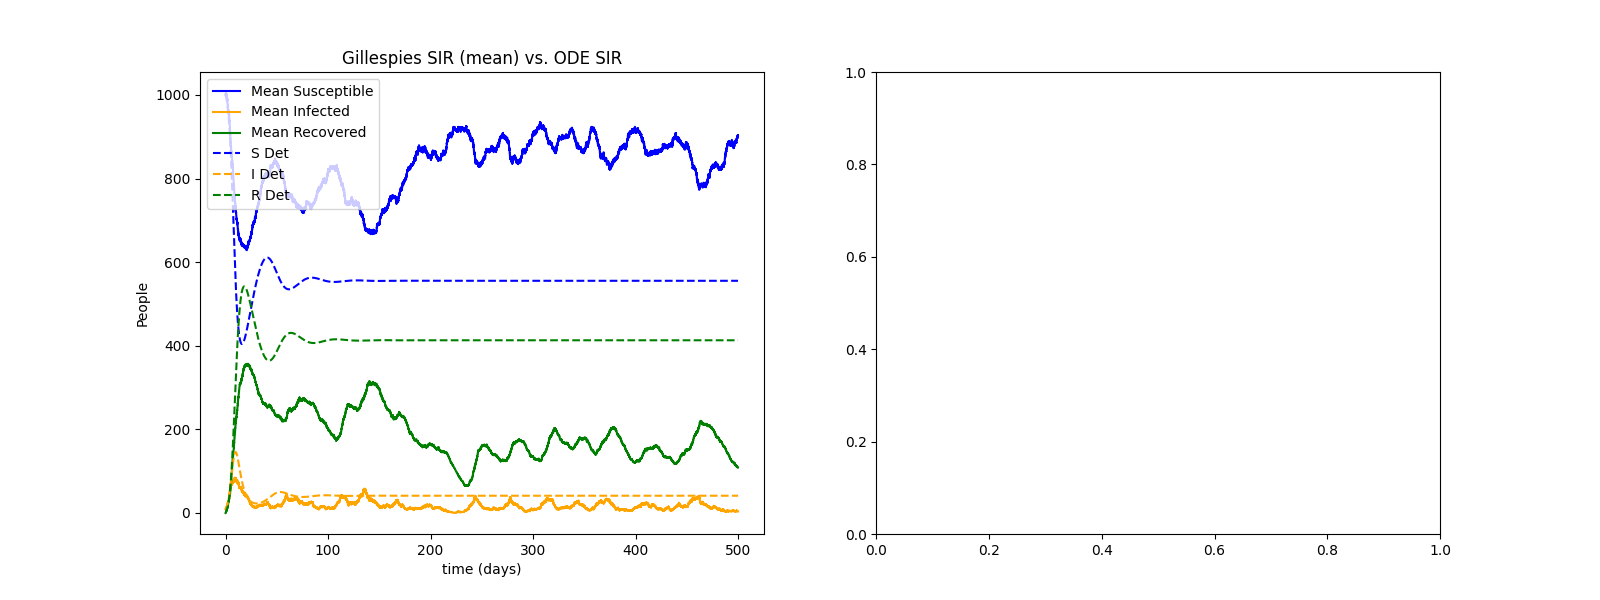 Gillespies SIR (mean) vs. ODE SIR
Mean Susceptible
Mean Infected
Mean Recovered
S Det
I Det
R Det
People
1000
800
600
400
200
0
0 100 200 300 400 500
time (days)
1.0
0.8
0.6
0.4
0.2
0.0
0.0 0.2 0.4 0.6 0.8 1.0